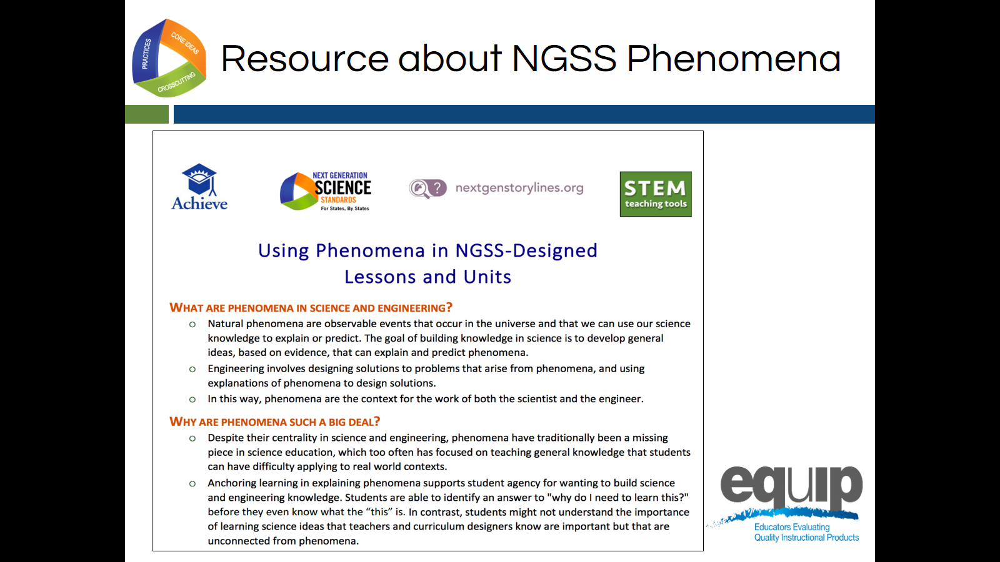 PRACTICES
CORE IDEAS
CROSSCUTTING
Resource about NGSS Phenomena
Achieve
NEXT GENERATION
SCIENCE
STANDARDS
For States, By States
?
nextgenstorylines.org
STEM
teaching tools
Using Phenomena in NGSS-Designed
Lessons and Units
WHAT ARE PHENOMENA IN SCIENCE AND ENGINEERING?
o Natural phenomena are observable events that occur in the universe and that we can use our science
knowledge to explain or predict. The goal of building knowledge in science is to develop general
ideas, based on evidence, that can explain and predict phenomena.
o Engineering involves designing solutions to problems that arise from phenomena, and using
explanations of phenomena to design solutions.
o In this way, phenomena are the context for the work of both the scientist and the engineer.
WHY ARE PHENOMENA SUCH A BIG DEAL?
o Despite their centrality in science and engineering, phenomena have traditionally been a missing
piece in science education, which too often has focused on teaching general knowledge that students
can have difficulty applying to real world contexts.
o Anchoring learning in explaining phenomena supports student agency for wanting to build science
and engineering knowledge. Students are able to identify an answer to "why do I need to learn this?"
before they even know what the “this” is. In contrast, students might not understand the importance
of learning science ideas that teachers and curriculum designers know are important but that are
unconnected from phenomena.
equip
Educators Evaluating
Quality Instructional Products